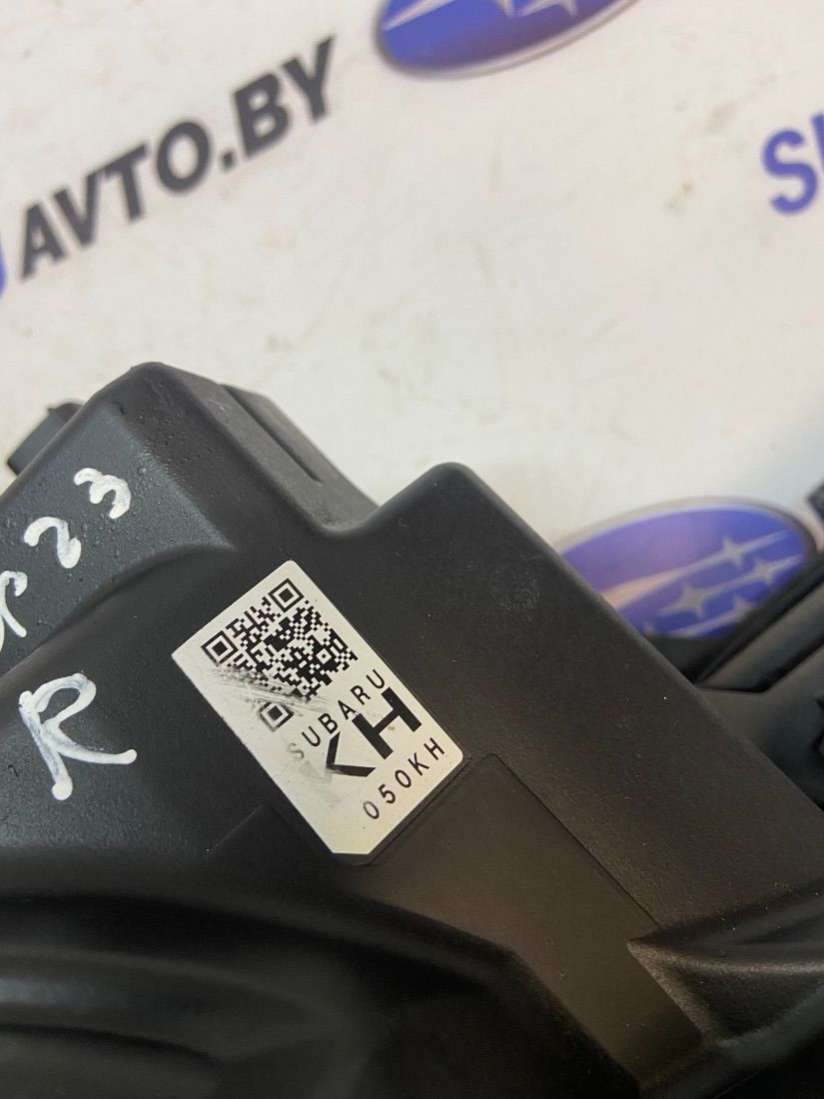 AVTO.BY
23
R
SUBARU
KH
050KH